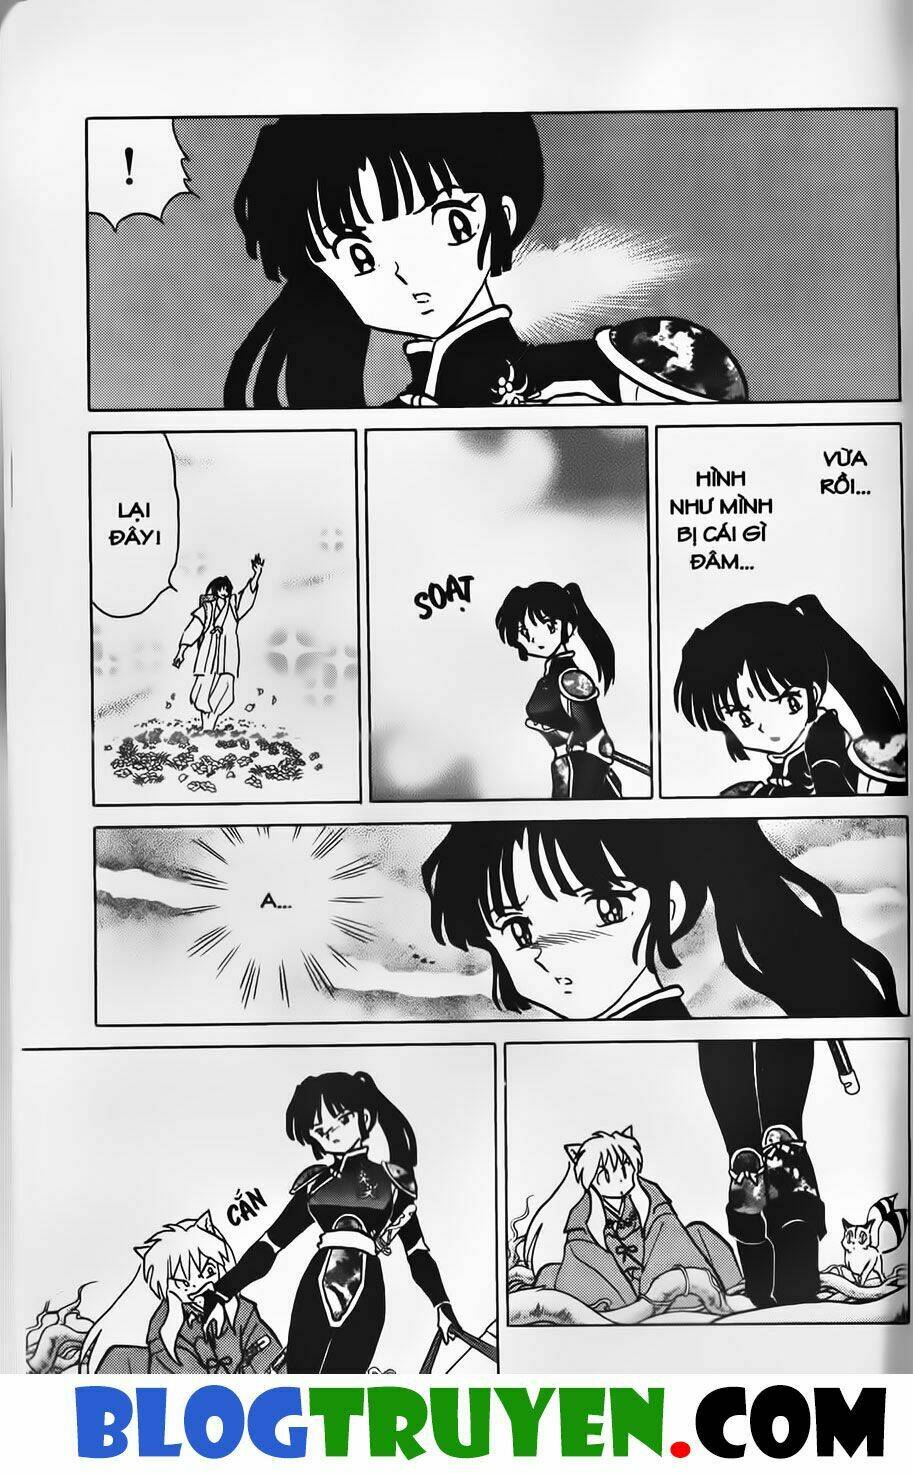 !
VỪA
RỒI...
HÌNH
NHƯ MÌNH
BỊ CÁI GÌ
ĐÂM...
SOẠT
LẠI
ĐÂY!
A...
CẮN
BLOGTRUYEN.COM